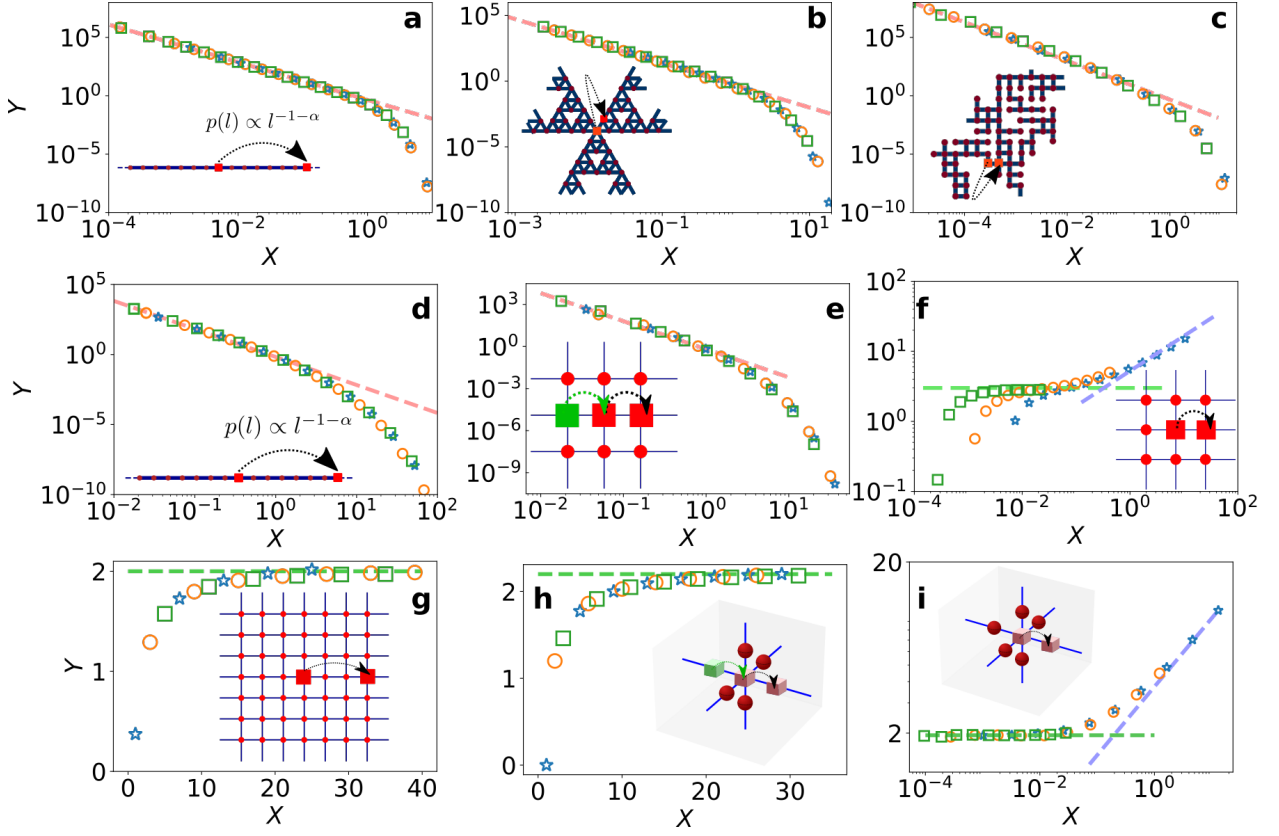 a
10^5
10^0
10^{-5}
10^{-10}
Y
p(l) ∝ l^{-1-α}
10^{-4}
10^{-2}
10^0
X
b
10^5
10^0
10^{-5}
10^{-10}
10^{-3}
10^{-1}
10^1
X
c
10^5
10^0
10^{-5}
10^{-10}
10^{-4}
10^{-2}
10^0
X
d
10^5
10^0
10^{-5}
10^{-10}
Y
p(l) ∝ l^{-1-α}
10^{-2}
10^{-1}
10^0
10^1
10^2
X
e
10^3
10^0
10^{-3}
10^{-6}
10^{-9}
10^{-2}
10^{-1}
10^0
10^1
X
f
10^2
10^1
10^0
10^{-1}
10^{-4}
10^{-2}
10^0
10^2
X
g
2
1
0
Y
0
10
20
30
40
X
h
2
1
0
0
10
20
30
X
i
20
2
10^{-4}
10^{-2}
10^0
X